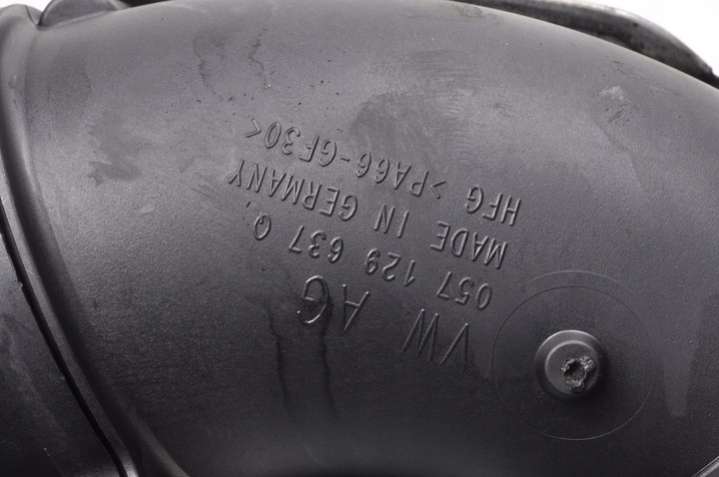 VW AG
057 129 637 Q
MADE IN GERMANY
HFG >PA66-GF30<